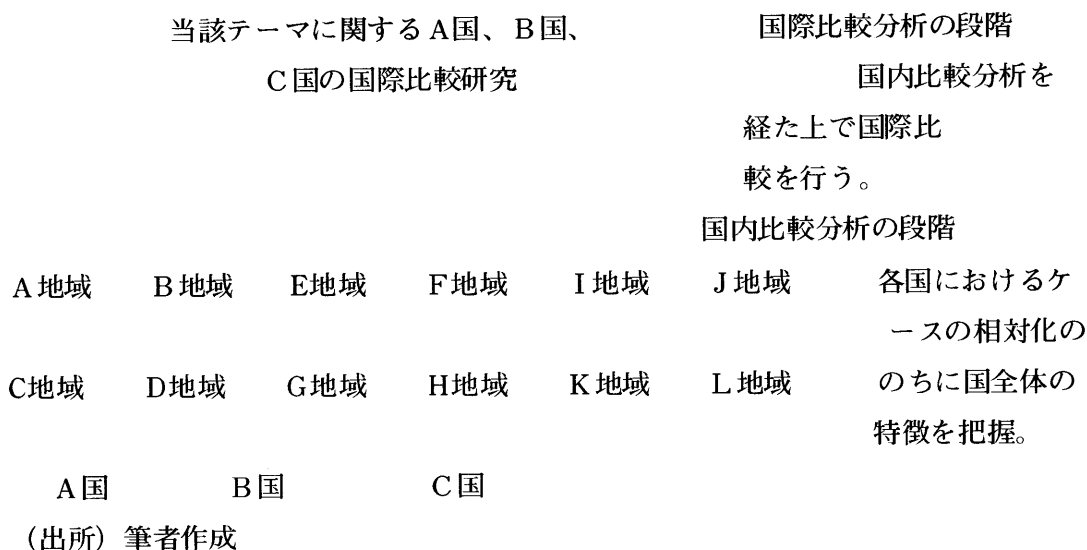 当該テーマに関するA国、B国、 国際比較分析の段階
C国の国際比較研究 国内比較分析を
経た上で国際比
較を行う。
国内比較分析の段階
A地域 B地域 E地域 F地域 I地域 J地域 各国におけるケ
ースの相対化の
C地域 D地域 G地域 H地域 K地域 L地域 のちに国全体の
特徴を把握。
A国 B国 C国
（出所）筆者作成